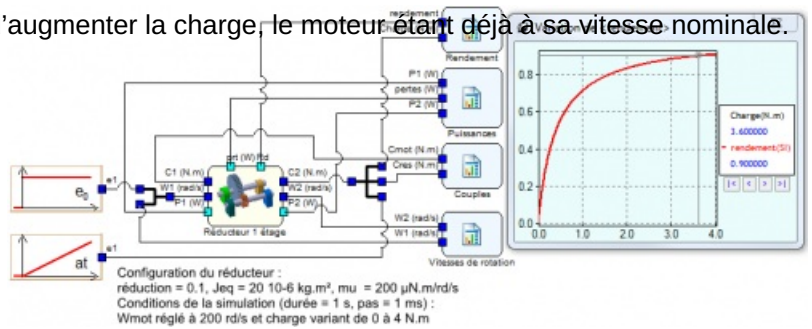 ’augmenter la charge, le moteur étant déjà à sa vitesse nominale.
rendement
Rendement
P1 (W)
pertes (W)
P2 (W)
Puissances
Cmot (N.m)
Cres (N.m)
Couples
W2 (rad/s)
W1 (rad/s)
Vitesses de rotation
e1
e0
e1
at
C1 (N.m)
W1 (rad/s)
P1 (W)
C2 (N.m)
W2 (rad/s)
P2 (W)
Réducteur 1 étage
0.8
0.6
0.4
0.2
0.0
0.0 1.0 2.0 3.0 4.0
Charge(N.m)
3.600000
rendement(SI)
0.900000
|< < > >|
Configuration du réducteur :
réduction = 0.1, Jeq = 20 10-6 kg.m², mu = 200 µN.m/rd/s
Conditions de la simulation (durée = 1 s, pas = 1 ms) :
Wmot réglé à 200 rd/s et charge variant de 0 à 4 N.m